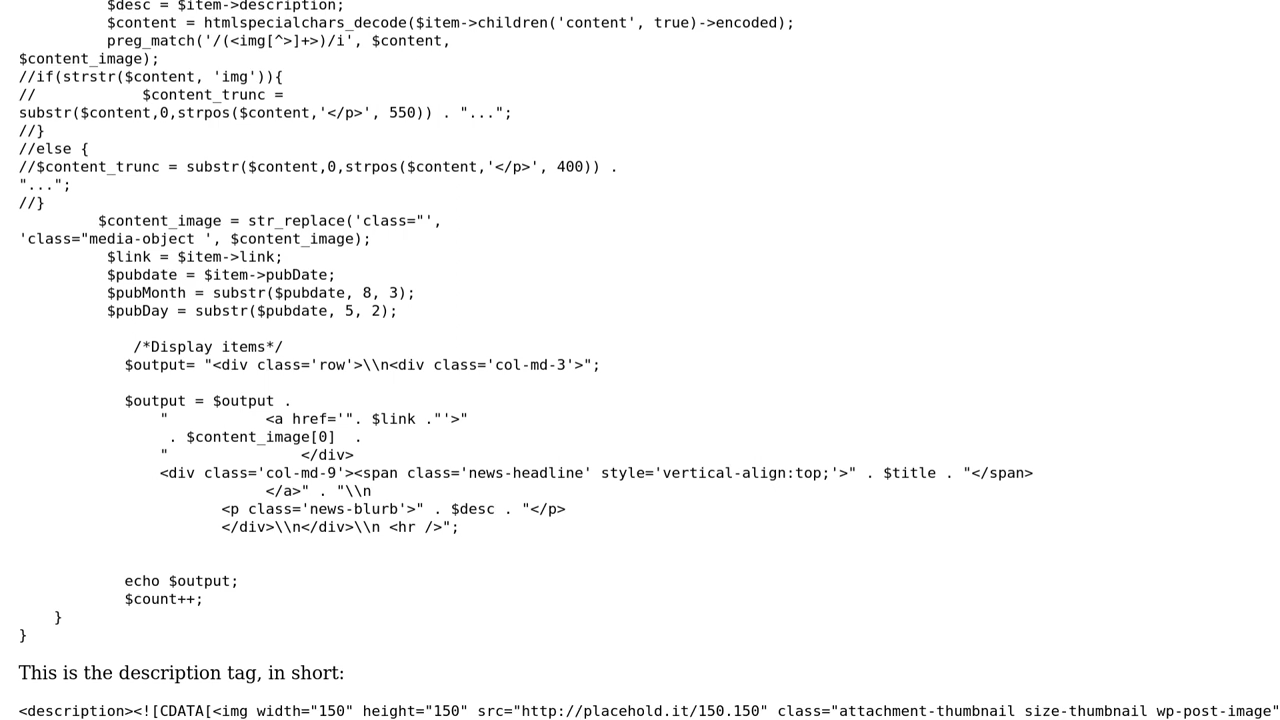 $desc = $item->description;
$content = htmlspecialchars_decode($item->children('content', true)->encoded);
preg_match('/(<img[^>]+>)/i', $content,
$content_image);
//if(strstr($content, 'img')){
//            $content_trunc =
substr($content,0,strpos($content,'</p>', 550)) . "...";
//}
//else {
//$content_trunc = substr($content,0,strpos($content,'</p>', 400)) .
"...";
//}
$content_image = str_replace('class="',
'class="media-object ', $content_image);
$link = $item->link;
$pubdate = $item->pubDate;
$pubMonth = substr($pubdate, 8, 3);
$pubDay = substr($pubdate, 5, 2);
/*Display items*/
$output= "<div class='row'>\\n<div class='col-md-3'>";
$output = $output .
"           <a href='". $link ."'>"
. $content_image[0]  .
"               </div>
<div class='col-md-9'><span class='news-headline' style='vertical-align:top;'>" . $title . "</span>
</a>" . "\\n
<p class='news-blurb'>" . $desc . "</p>
</div>\\n</div>\\n <hr />";
echo $output;
$count++;
}
}
This is the description tag, in short:
<description><![CDATA[<img width="150" height="150" src="http://placehold.it/150.150" class="attachment-thumbnail size-thumbnail wp-post-image"